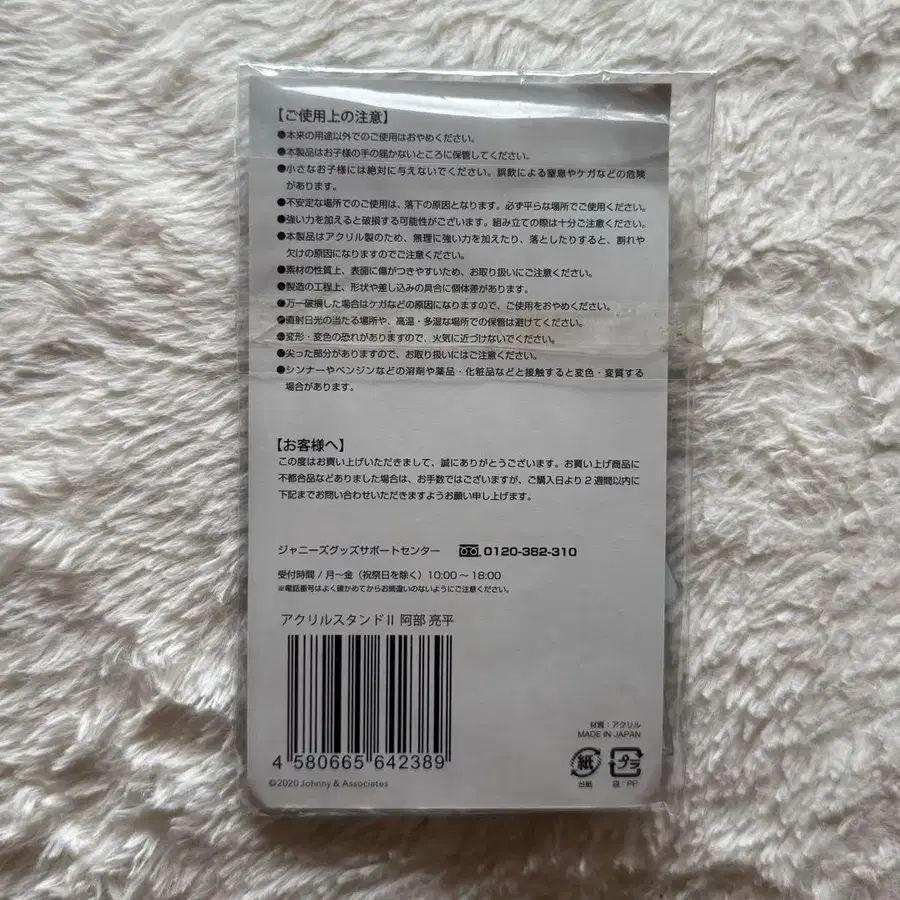 【ご使用上の注意】
●本来の用途以外でのご使用はおやめください。
●本製品はお子様の手の届かないところに保管してください。
●小さなお子様には絶対に与えないでください。誤飲による窒息やケガなどの危険
があります。
●不安定な場所でのご使用は、落下の原因となります。必ず平らな場所でご使用ください。
●強い力を加えると破損する可能性がございます。組み立ての際は十分ご注意ください。
●本製品はアクリル製のため、無理に強い力を加えたり、落としたりすると、割れや
欠けの原因になりますのでご注意ください。
●素材の性質上、表面に傷がつきやすいため、お取り扱いにご注意ください。
●製造の工程上、形状や差し込みの具合に個体差があります。
●万一破損した場合はケガなどの原因になりますので、ご使用をおやめください。
●直射日光の当たる場所や、高温・多湿な場所での保管は避けてください。
●変形・変色の恐れがありますので、火気に近づけないでください。
●尖った部分がありますので、お取り扱いにはご注意ください。
●シンナーやベンジンなどの溶剤や薬品・化粧品などと接触すると変色・変質する
場合があります。
【お客様へ】
この度はお買い上げいただきまして、誠にありがとうございます。お買い上げ商品に
不都合品などありました場合は、お手数ではございますが、ご購入日より2週間以内に
下記までお問い合わせいただきますようお願い申し上げます。
ジャニーズグッズサポートセンター 0120-382-310
受付時間/月～金(祝祭日を除く)10:00～18:00
※電話番号はよく確かめてからお間違いのないようにご注意ください。
アクリルスタンドII 阿部 亮平
4 580665 642389
©2020 Johnny & Associates
材質:アクリル
MADE IN JAPAN
紙 プラ
台紙 袋:PP